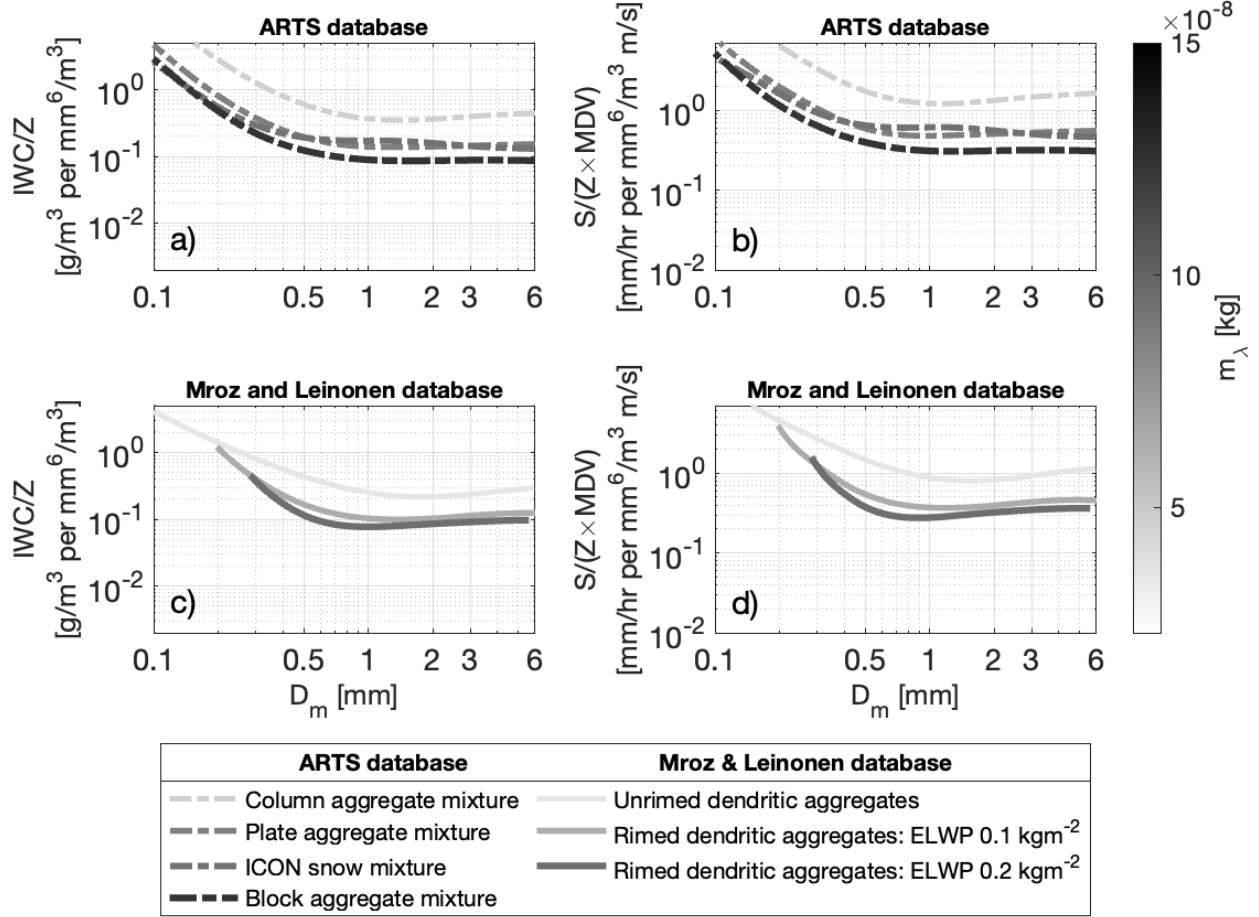 ARTS database
IWC/Z
[g/m³ per mm⁶/m³]
10⁰
10⁻¹
10⁻²
a)
0.1 0.5 1 2 3 6
ARTS database
S/(Z×MDV)
[mm/hr per mm⁶/m³ m/s]
10⁰
10⁻¹
10⁻²
b)
0.1 0.5 1 2 3 6
×10⁻⁸
15
10
5
m_λ [kg]
Mroz and Leinonen database
IWC/Z
[g/m³ per mm⁶/m³]
10⁰
10⁻¹
10⁻²
c)
0.1 0.5 1 2 3 6
D_m [mm]
Mroz and Leinonen database
S/(Z×MDV)
[mm/hr per mm⁶/m³ m/s]
10⁰
10⁻¹
10⁻²
d)
0.1 0.5 1 2 3 6
D_m [mm]
ARTS database
Column aggregate mixture
Plate aggregate mixture
ICON snow mixture
Block aggregate mixture
Mroz & Leinonen database
Unrimed dendritic aggregates
Rimed dendritic aggregates: ELWP 0.1 kgm⁻²
Rimed dendritic aggregates: ELWP 0.2 kgm⁻²